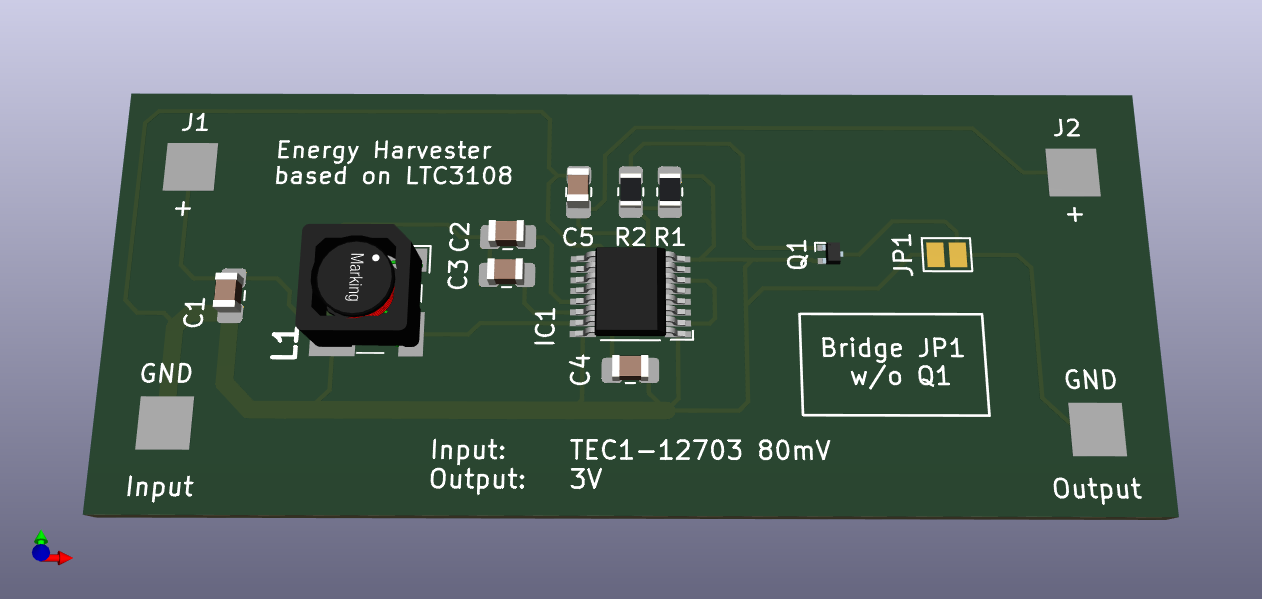 J1
J2
Energy Harvester
based on LTC3108
+
+
C5
R2
R1
C2
C3
Q1
JP1
Marking
C1
L1
IC1
C4
Bridge JP1
w/o Q1
GND
GND
Input: TEC1-12703 80mV
Output: 3V
Input
Output